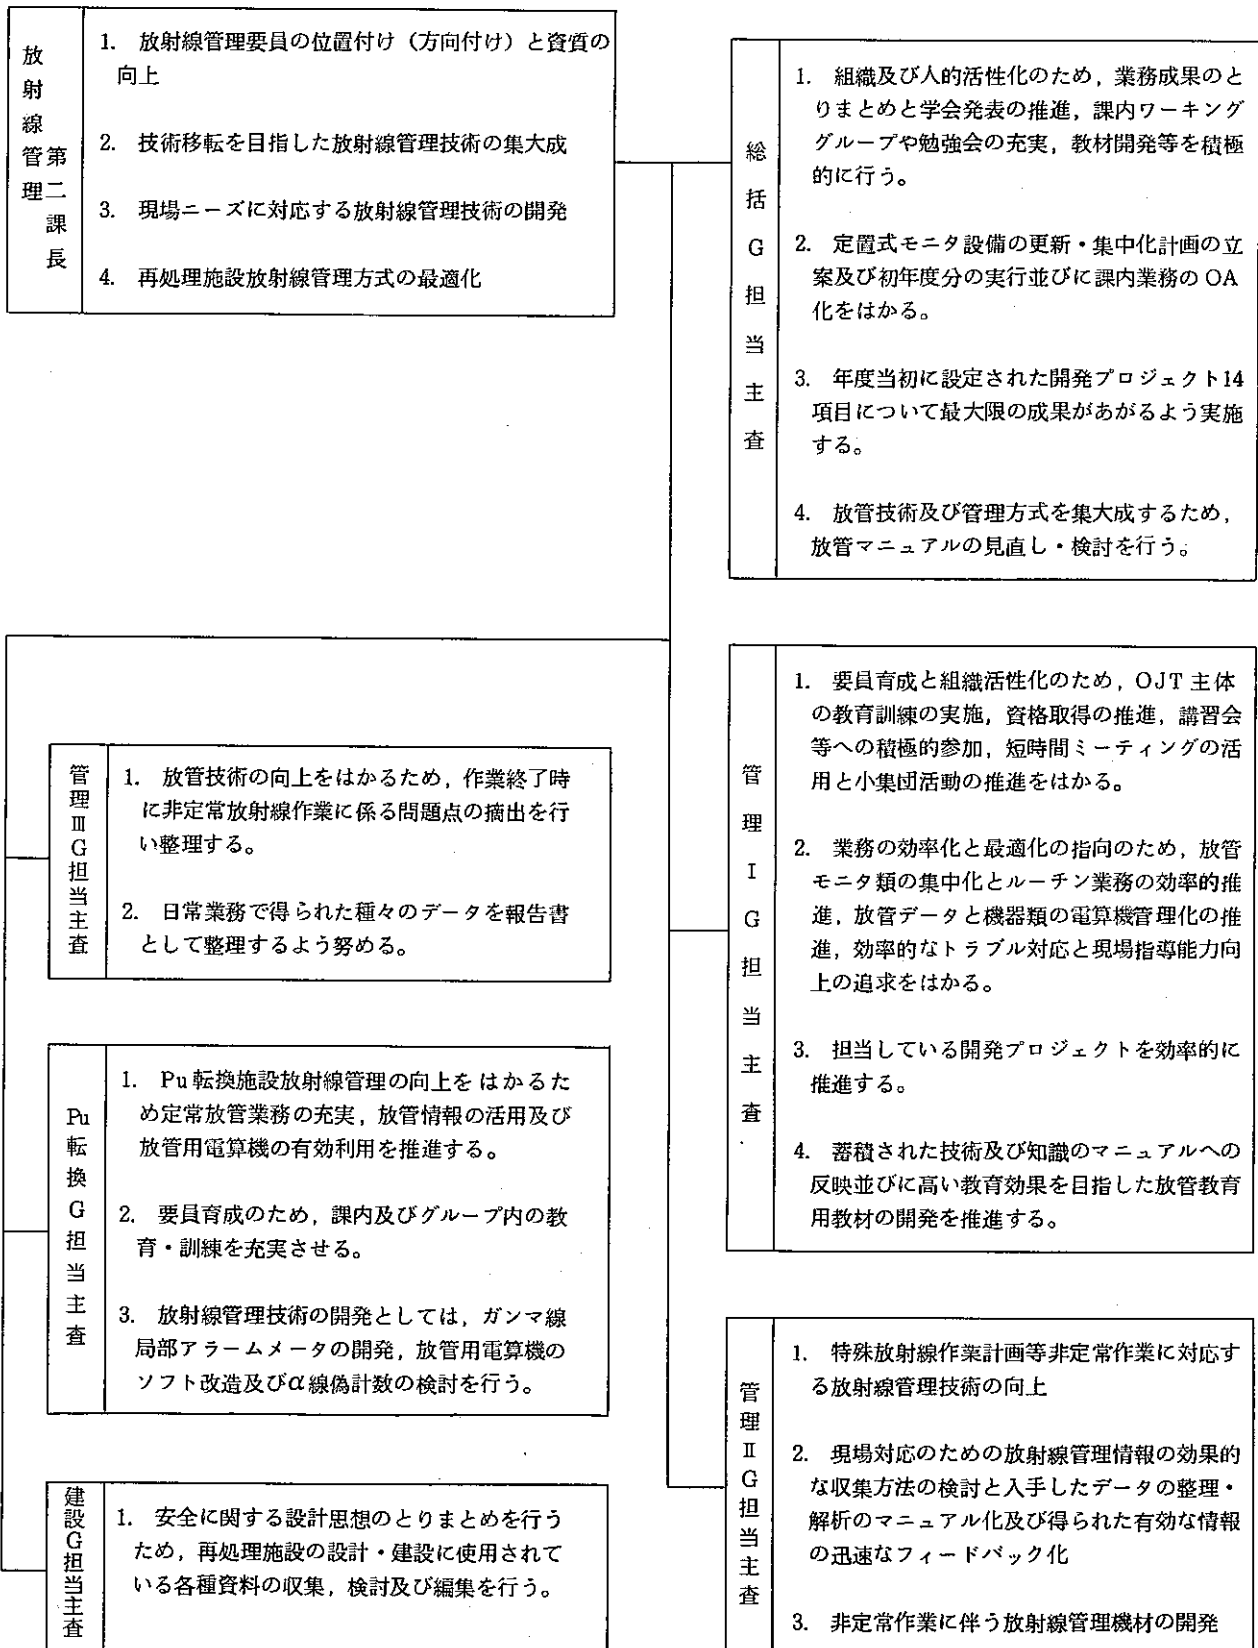 放射線管理
第二課長
1. 放射線管理要員の位置付け（方向付け）と資質の
向上
2. 技術移転を目指した放射線管理技術の集大成
3. 現場ニーズに対応する放射線管理技術の開発
4. 再処理施設放射線管理方式の最適化
総括G担当主査
1. 組織及び人的活性化のため，業務成果のと
りまとめと学会発表の推進，課内ワーキング
グループや勉強会の充実，教材開発等を積極
的に行う。
2. 定置式モニタ設備の更新・集中化計画の立
案及び初年度分の実行並びに課内業務のOA
化をはかる。
3. 年度当初に設定された開発プロジェクト14
項目について最大限の成果があがるよう実施
する。
4. 放管技術及び管理方式を集大成するため，
放管マニュアルの見直し・検討を行う。
管理ⅠG担当主査
1. 要員育成と組織活性化のため，OJT主体
の教育訓練の実施，資格取得の推進，講習会
等への積極的参加，短時間ミーティングの活
用と小集団活動の推進をはかる。
2. 業務の効率化と最適化の指向のため，放管
モニタ類の集中化とルーチン業務の効率的推
進，放管データと機器類の電算機管理化の推
進，効率的なトラブル対応と現場指導能力向
上の追求をはかる。
3. 担当している開発プロジェクトを効率的に
推進する。
4. 蓄積された技術及び知識のマニュアルへの
反映並びに高い教育効果を目指した放管教育
用教材の開発を推進する。
管理ⅡG担当主査
1. 特殊放射線作業計画等非定常作業に対応す
る放射線管理技術の向上
2. 現場対応のための放射線管理情報の効果的
な収集方法の検討と入手したデータの整理・
解析のマニュアル化及び得られた有効な情報
の迅速なフィードバック化
3. 非定常作業に伴う放射線管理機材の開発
管理ⅢG担当主査
1. 放管技術の向上をはかるため，作業終了時
に非定常放射線作業に係る問題点の摘出を行
い整理する。
2. 日常業務で得られた種々のデータを報告書
として整理するよう努める。
Pu転換G担当主査
1. Pu転換施設放射線管理の向上をはかるた
め定常放管業務の充実，放管情報の活用及び
放管用電算機の有効利用を推進する。
2. 要員育成のため，課内及びグループ内の教
育・訓練を充実させる。
3. 放射線管理技術の開発としては，ガンマ線
局部アラームメータの開発，放管用電算機の
ソフト改造及びα線偽計数の検討を行う。
建設G担当主査
1. 安全に関する設計思想のとりまとめを行う
ため，再処理施設の設計・建設に使用されて
いる各種資料の収集，検討及び編集を行う。